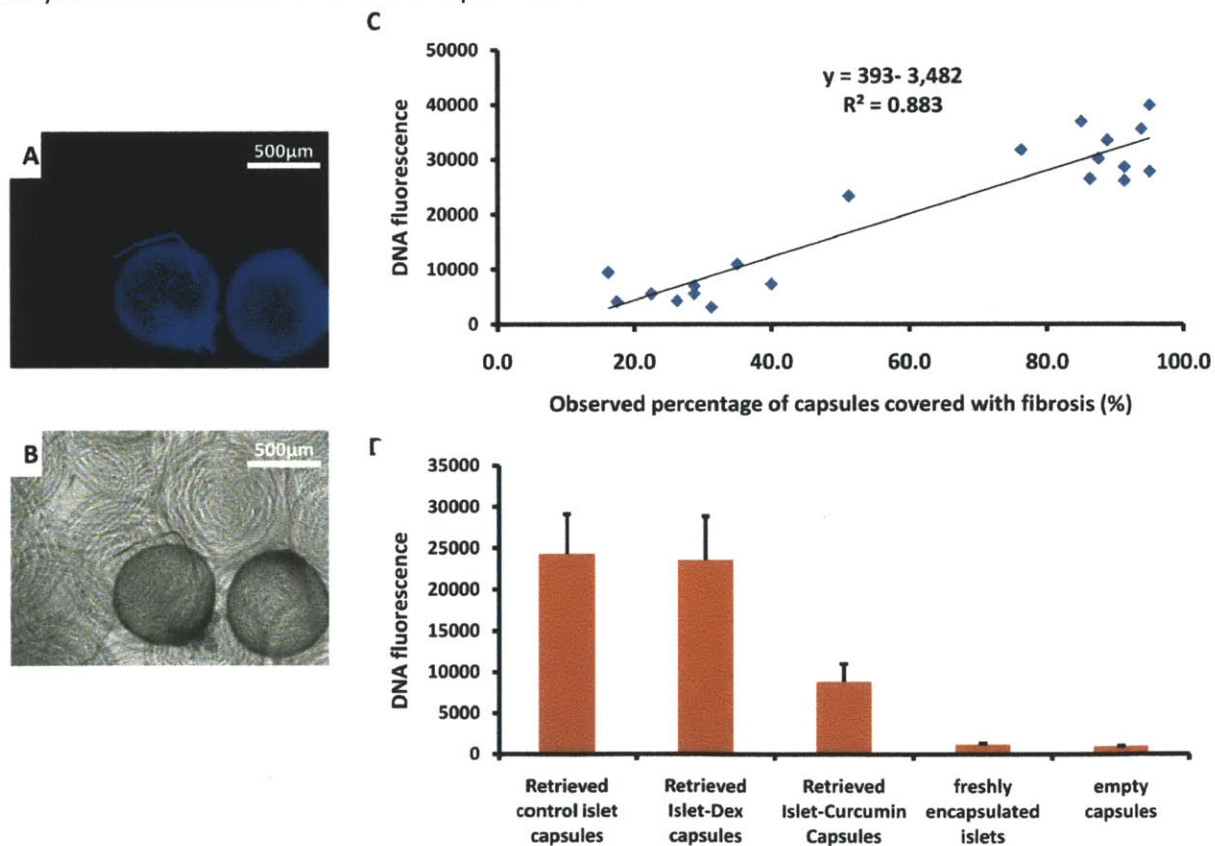 C
50000
y = 393- 3,482
R² = 0.883
40000
30000
20000
10000
0
DNA fluorescence
0.0 20.0 40.0 60.0 80.0 100.0
Observed percentage of capsules covered with fibrosis (%)
A
500µm
B
500µm
35000
30000
25000
20000
15000
10000
5000
0
DNA fluorescence
Retrieved
control islet
capsules
Retrieved
Islet-Dex
capsules
Retrieved
Islet-Curcumin
Capsules
freshly
encapsulated
islets
empty
capsules